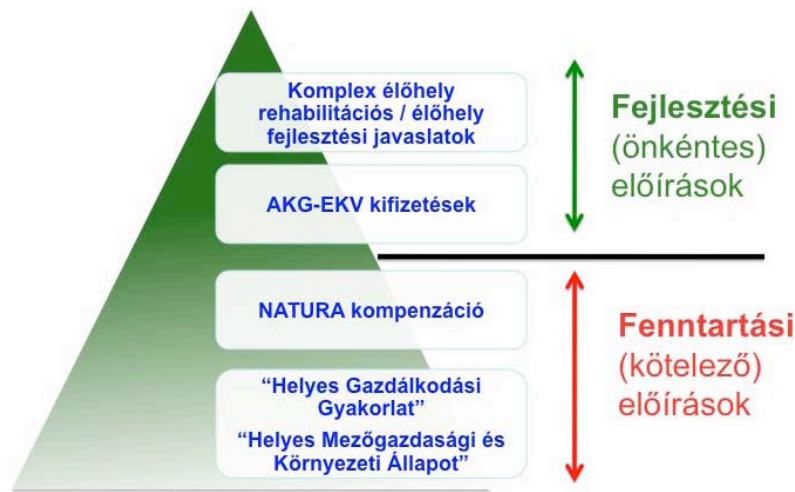 Komplex élőhely
rehabilitációs / élőhely
fejlesztési javaslatok
AKG-EKV kifizetések
Fejlesztési
(önkéntes)
előírások
NATURA kompenzáció
“Helyes Gazdálkodási
Gyakorlat”
“Helyes Mezőgazdasági és
Környezeti Állapot”
Fenntartási
(kötelező)
előírások